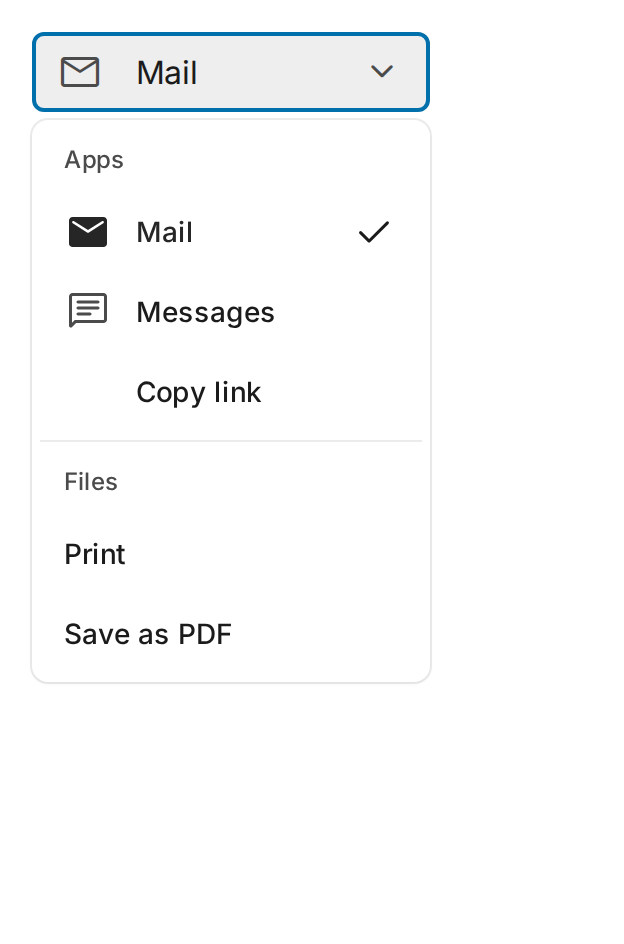 Mail
Apps
Mail
Messages
Copy link
Files
Print
Save as PDF